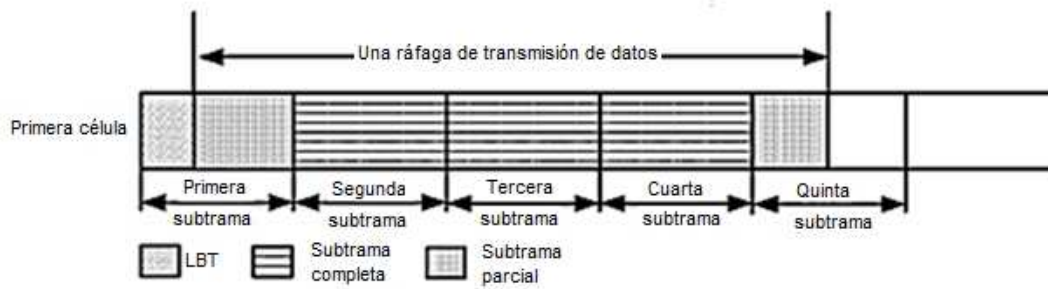 Una ráfaga de transmisión de datos
Primera célula
Primera
subtrama
Segunda
subtrama
Tercera
subtrama
Cuarta
subtrama
Quinta
subtrama
LBT
Subtrama
completa
Subtrama
parcial